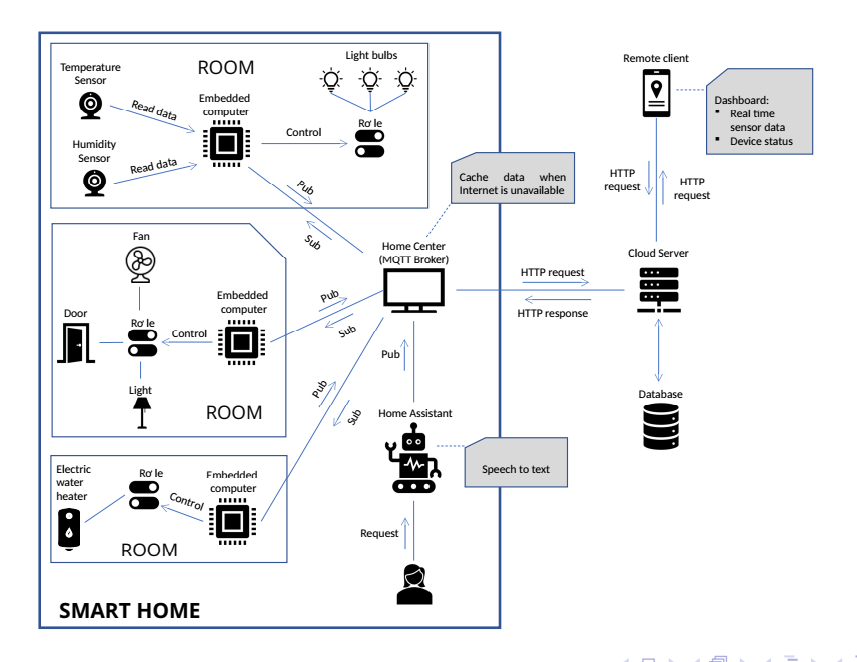 ROOM
Temperature
Sensor
Read data
Humidity
Sensor
Read data
Embedded
computer
Control
Light bulbs
Rơ le
Pub
Sub
Fan
Door
Rơ le
Control
Embedded
computer
Light
ROOM
Pub
Sub
Electric
water
heater
Rơ le
Control
Embedded
computer
ROOM
Pub
Sub
Cache data when
Internet is unavailable
Home Center
(MQTT Broker)
Pub
Home Assistant
Speech to text
Request
SMART HOME
HTTP request
HTTP response
Remote client
Dashboard:
▪ Real time
sensor data
▪ Device status
HTTP
request
HTTP
request
Cloud Server
Database